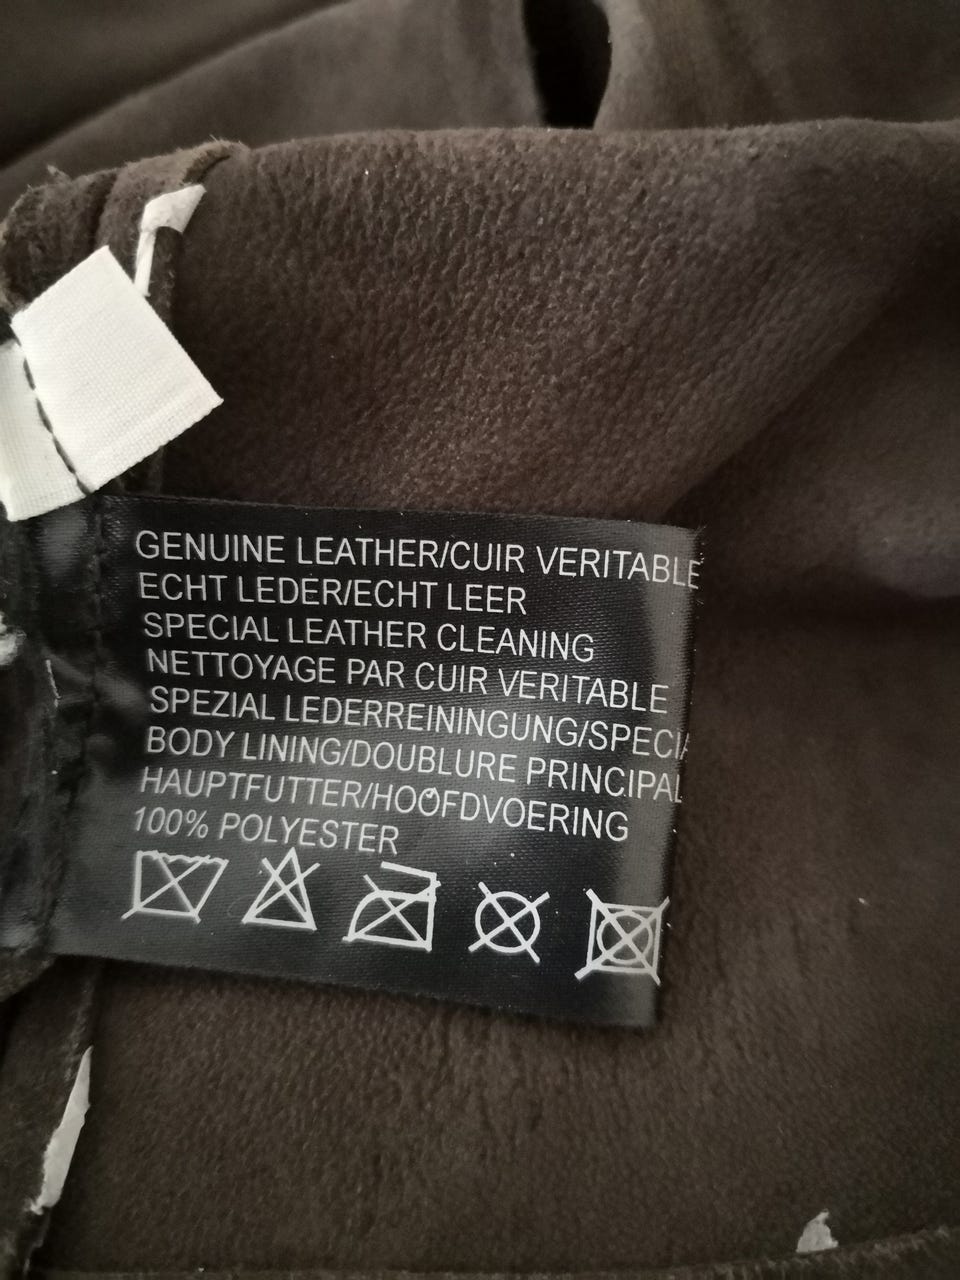 GENUINE LEATHER/CUIR VERITABLE
ECHT LEDER/ECHT LEER
SPECIAL LEATHER CLEANING
NETTOYAGE PAR CUIR VERITABLE
SPEZIAL LEDERREININGUNG/SPECIA
BODY LINING/DOUBLURE PRINCIPAL
HAUPTFUTTER/HOOFDVOERING
100% POLYESTER